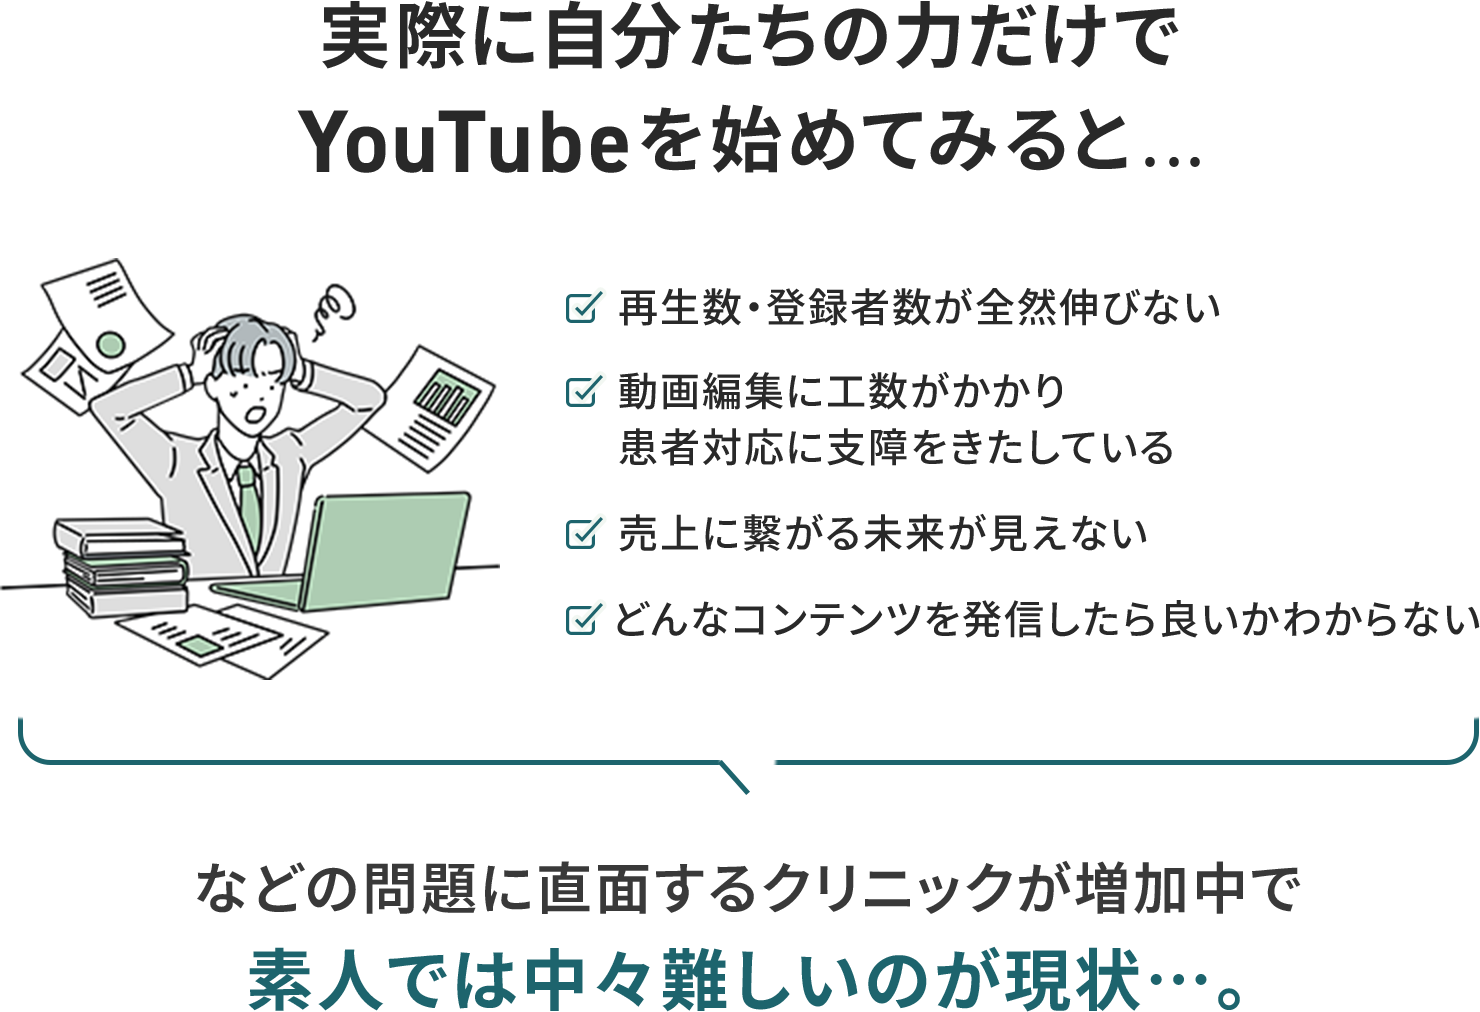 実際に自分たちの力だけで
YouTubeを始めてみると...
再生数・登録者数が全然伸びない
動画編集に工数がかかり
患者対応に支障をきたしている
売上に繋がる未来が見えない
どんなコンテンツを発信したら良いかわからない
などの問題に直面するクリニックが増加中で
素人では中々難しいのが現状…。